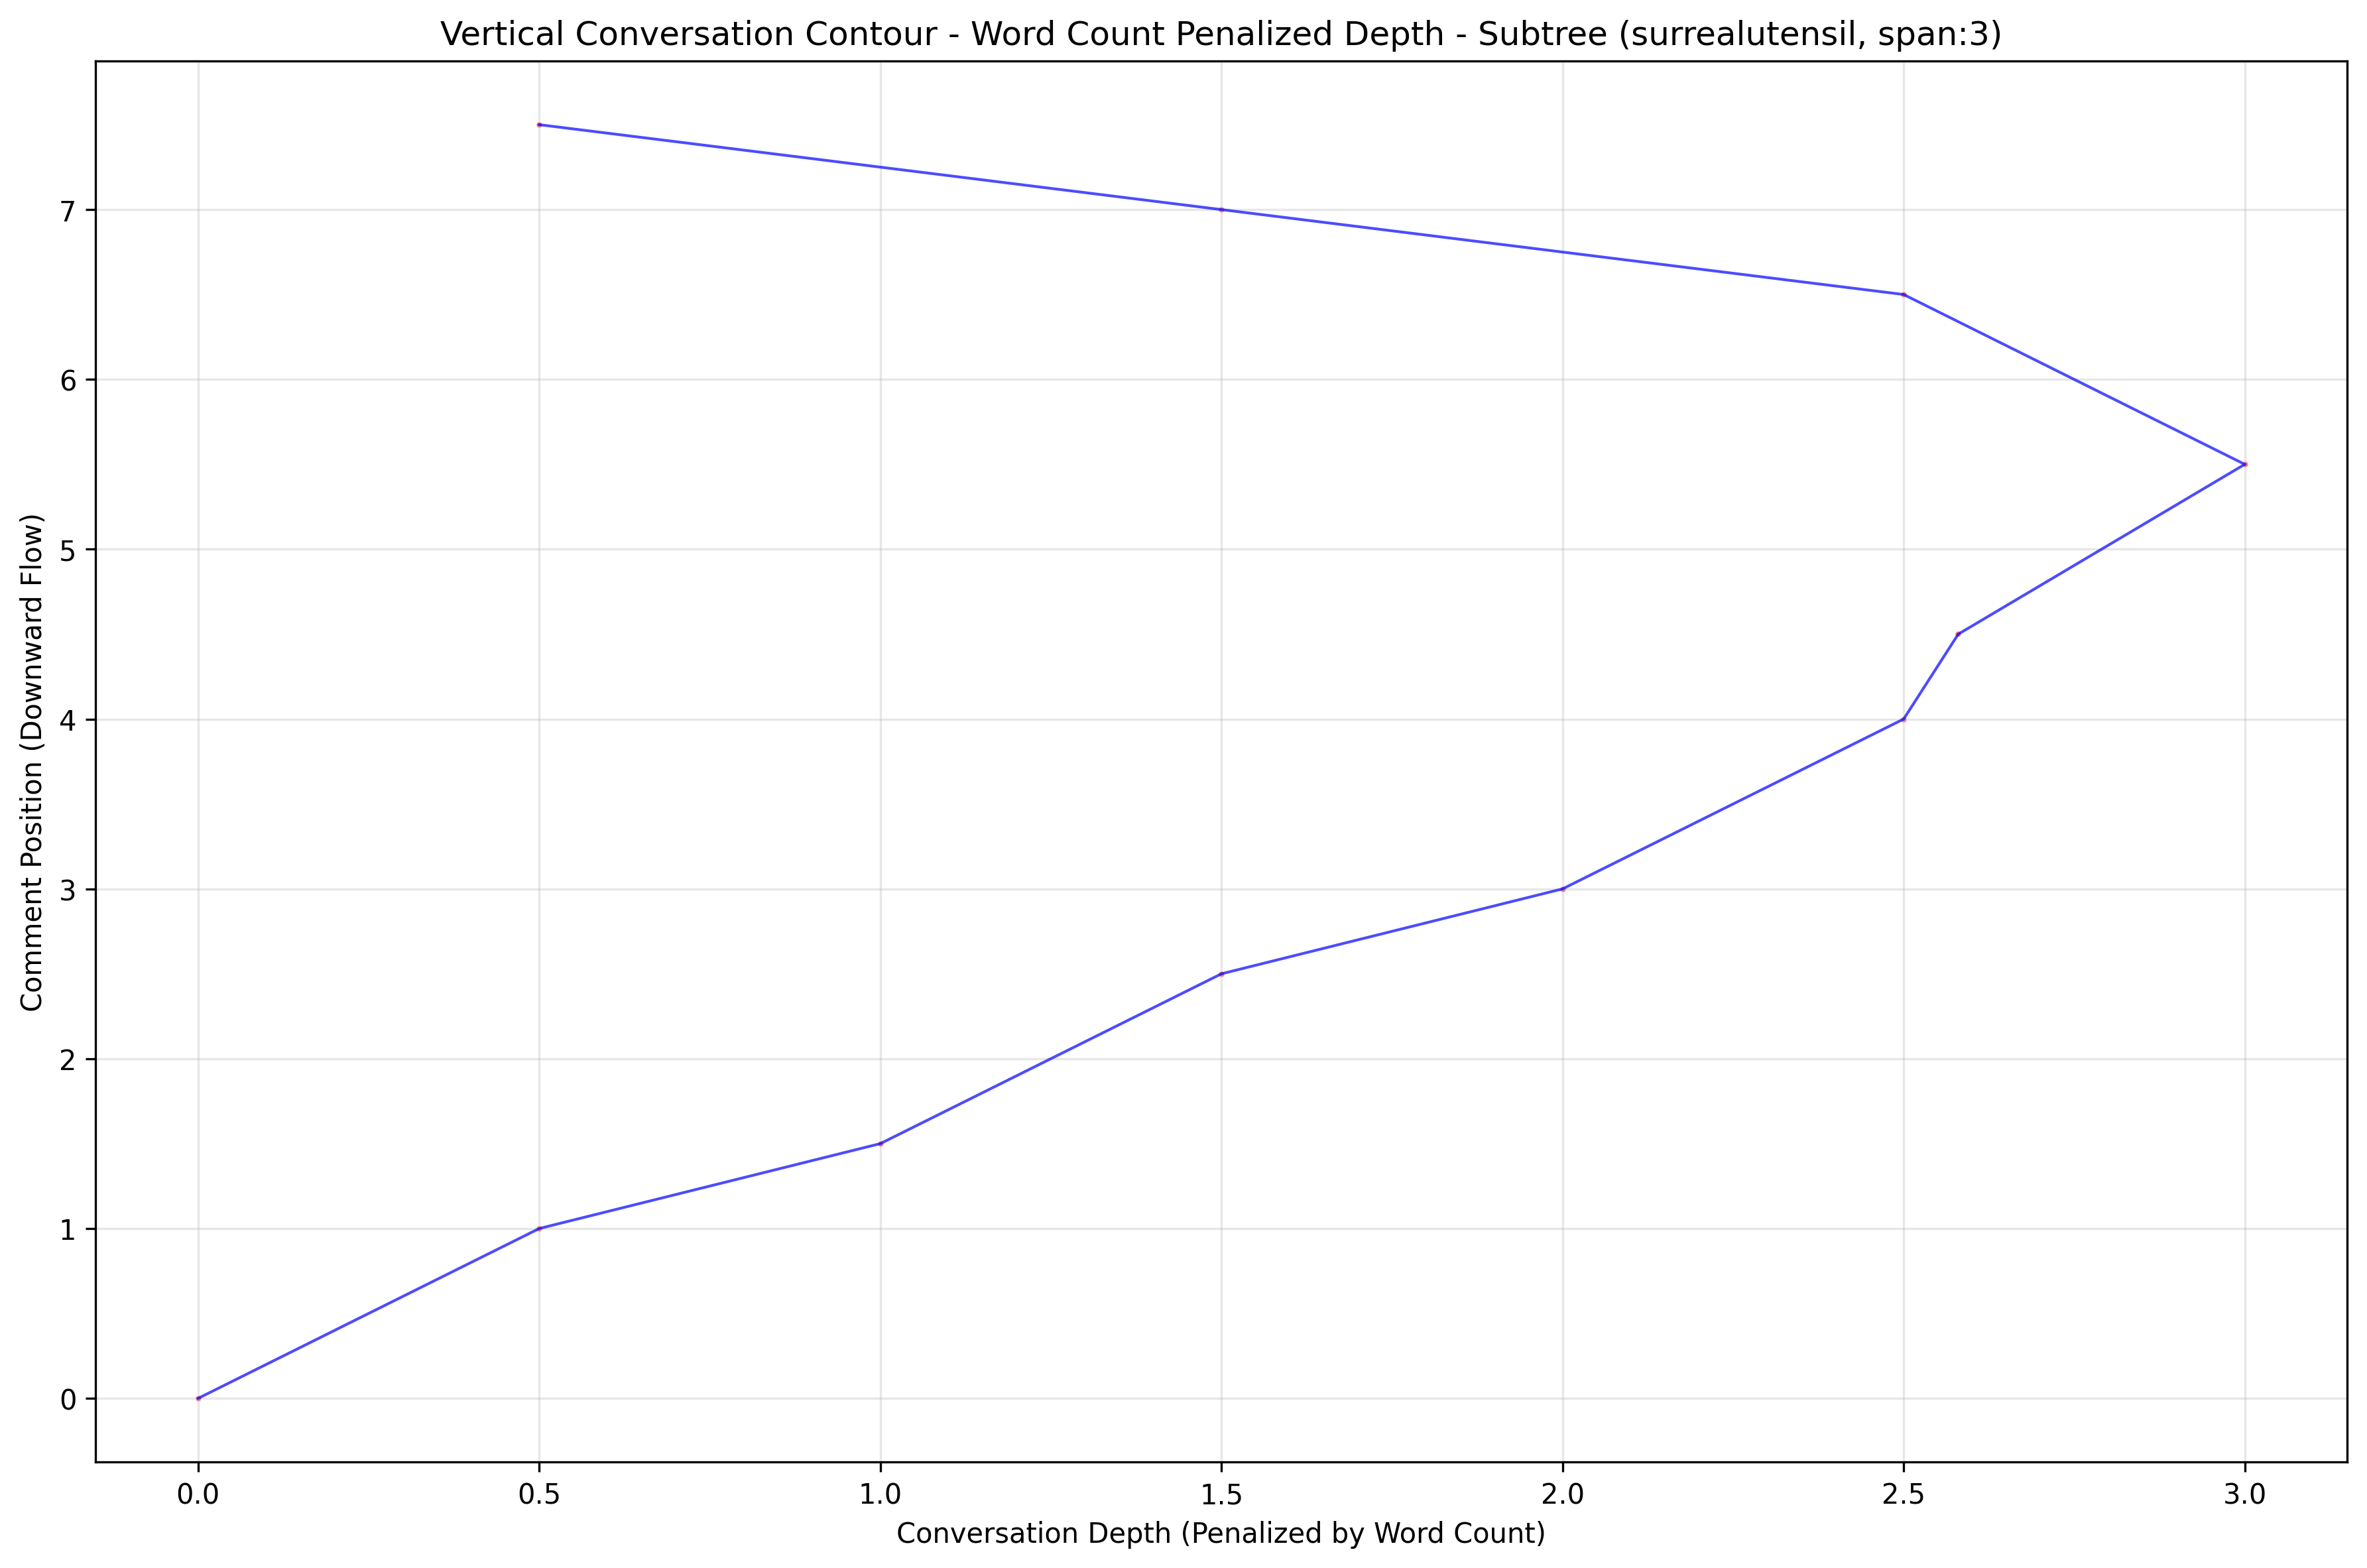 Vertical Conversation Contour - Word Count Penalized Depth - Subtree (surrealutensil, span:3)
Comment Position (Downward Flow)
7
6
5
4
3
2
1
0
0.0 0.5 1.0 1.5 2.0 2.5 3.0
Conversation Depth (Penalized by Word Count)